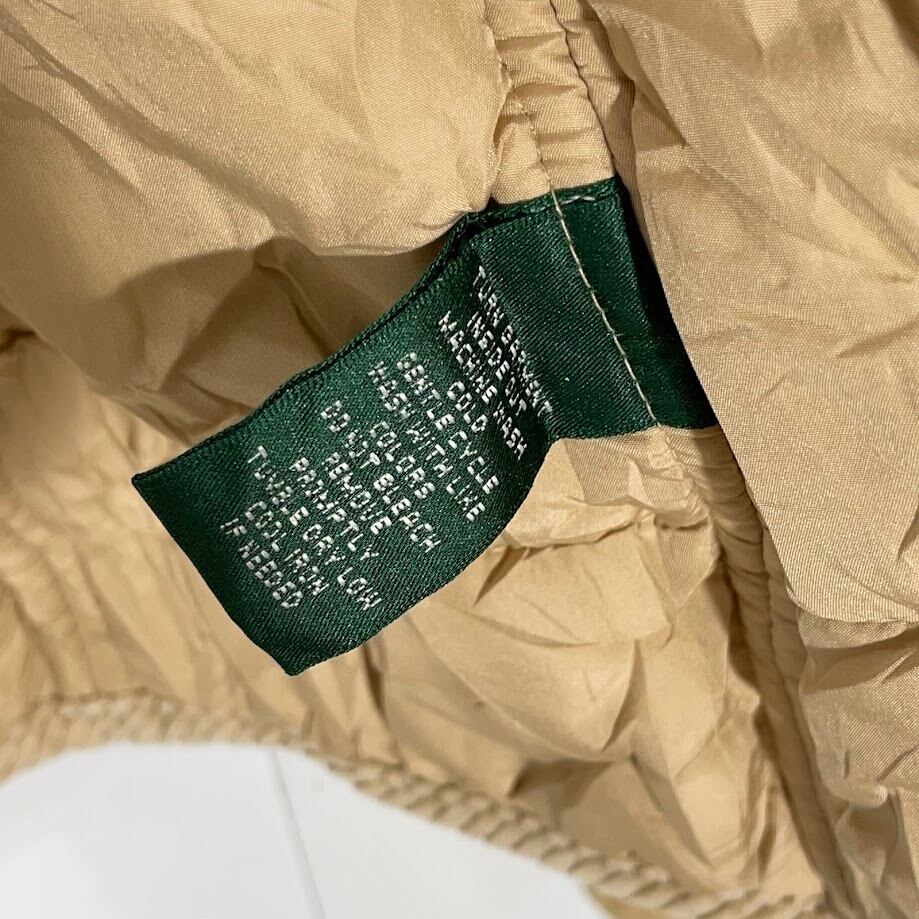 TURN GARMENT
INSIDE OUT
MACHINE WASH
COLD
GENTLE CYCLE
WASH WITH LIKE
COLORS
DO NOT BLEACH
REMOVE
PROMPTLY
TUMBLE DRY LOW
COOL IRON
IF NEEDED